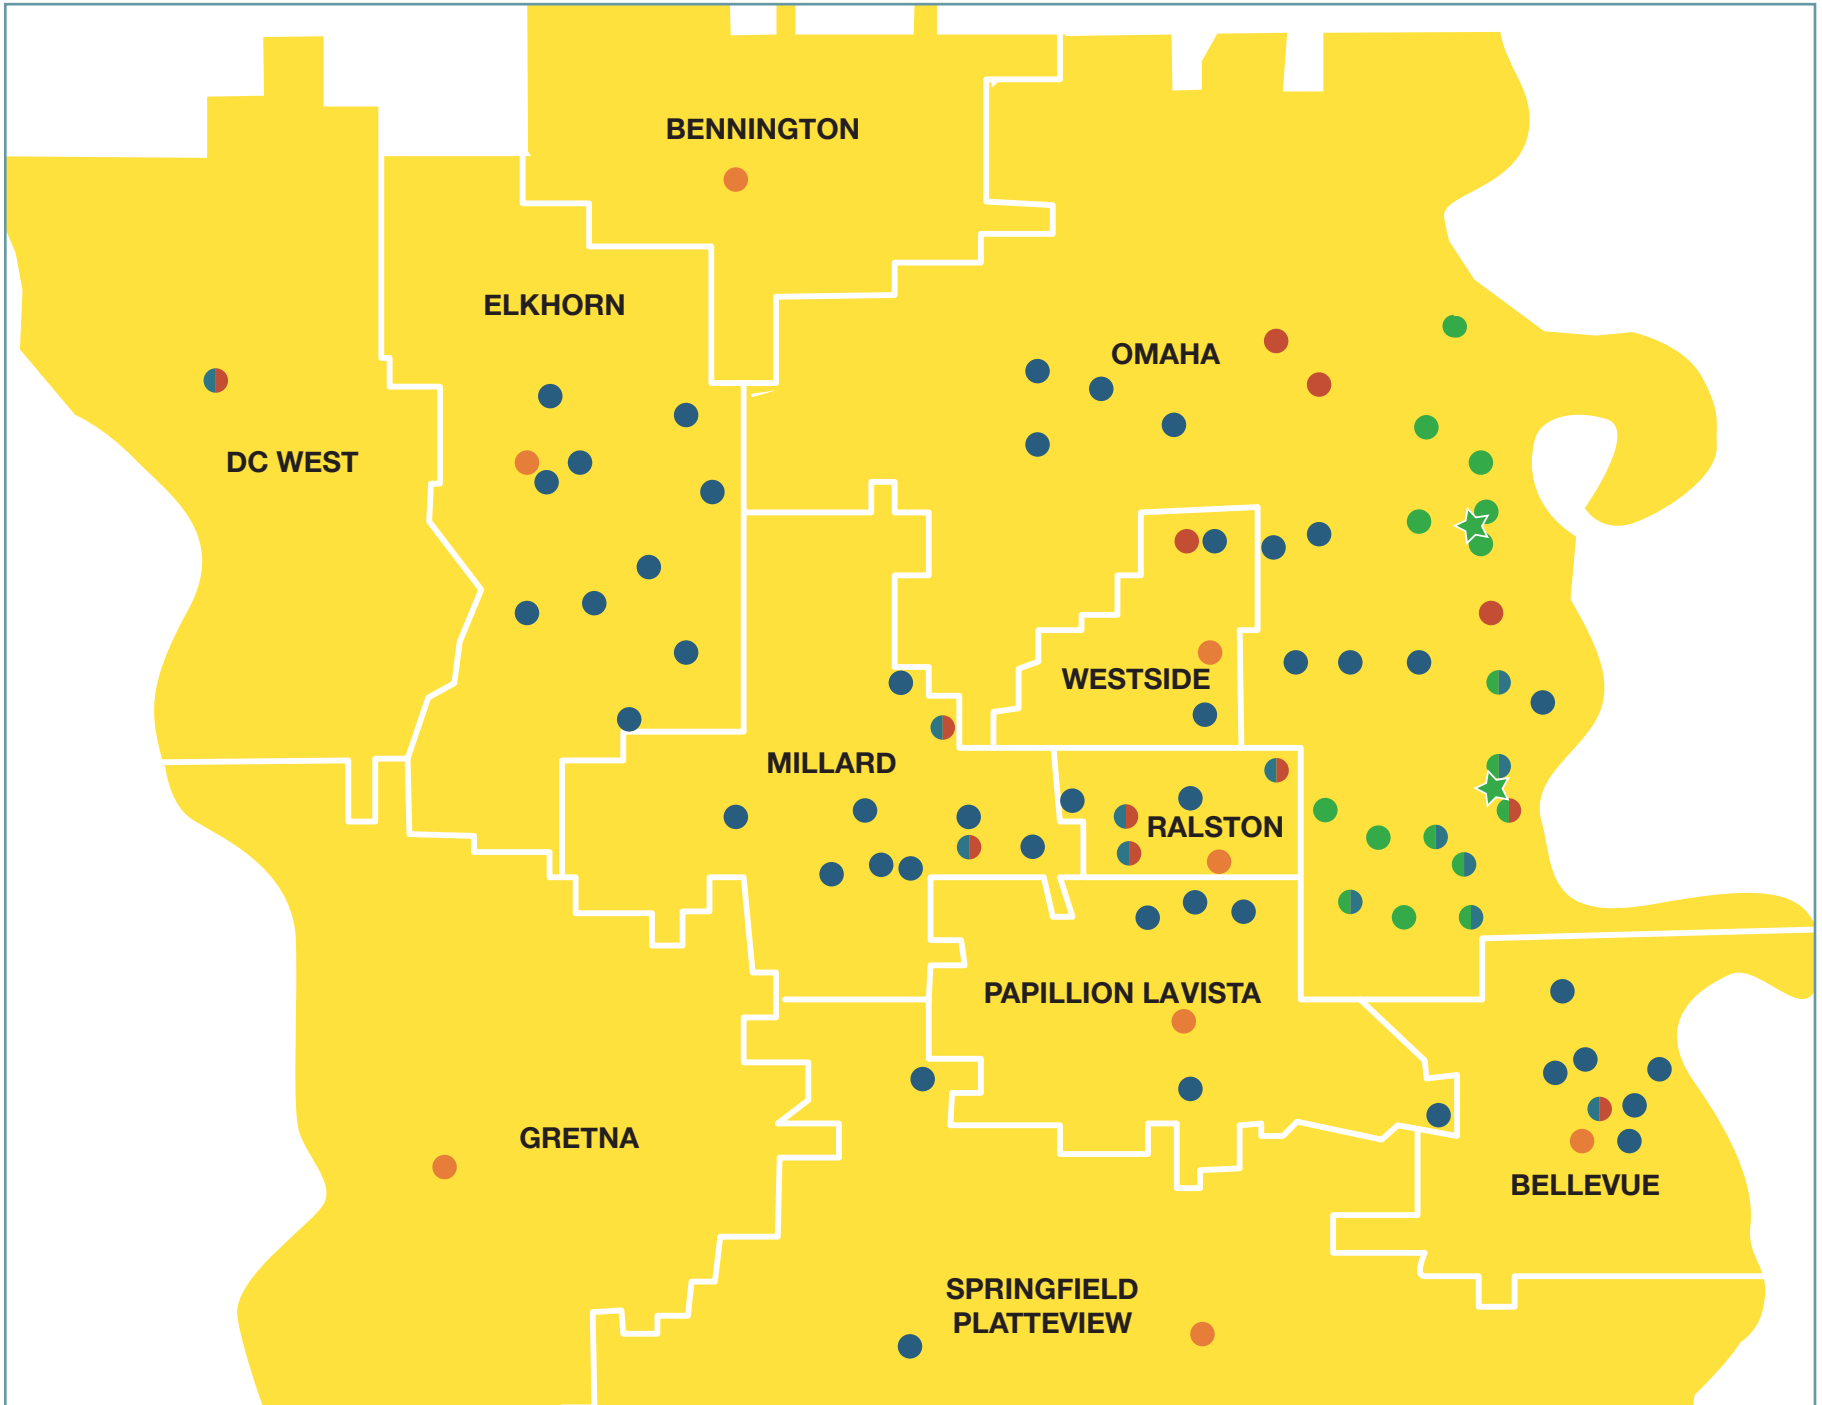 BENNINGTON
ELKHORN
OMAHA
DC WEST
WESTSIDE
MILLARD
RALSTON
PAPILLION LAVISTA
GRETNA
BELLEVUE
SPRINGFIELD
PLATTEVIEW